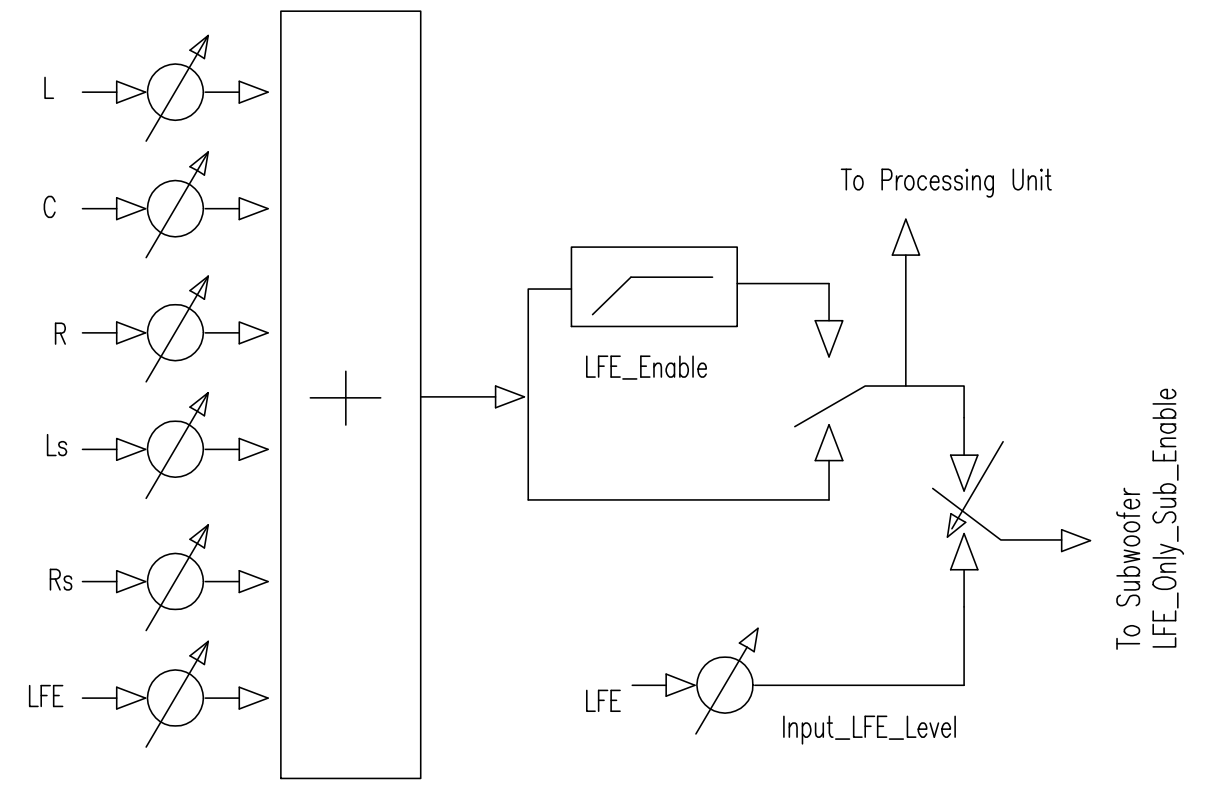 L
C
R
Ls
Rs
LFE
To Processing Unit
LFE_Enable
LFE
Input_LFE_Level
To Subwoofer
LFE_Only_Sub_Enable